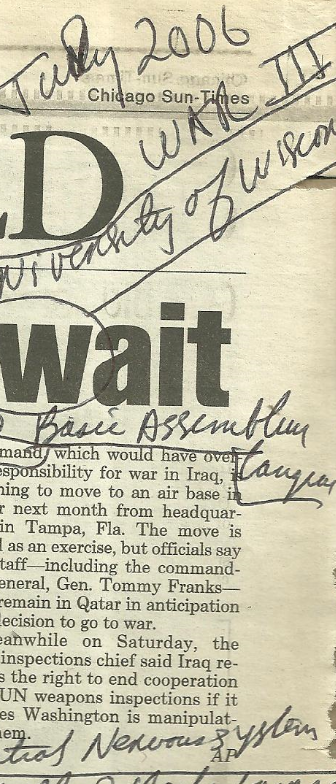 July 2006
Chicago Sun-Times
WAR III
LD
University of Wiscon
wait
Basic Assembly
Languag
mand, which would have over
esponsibility for war in Iraq, i
ning to move to an air base in
r next month from headquar-
in Tampa, Fla. The move is
l as an exercise, but officials say
taff—including the command-
eneral, Gen. Tommy Franks—
remain in Qatar in anticipation
decision to go to war.
eanwhile on Saturday, the
inspections chief said Iraq re-
s the right to end cooperation
UN weapons inspections if it
es Washington is manipulat-
hem.
AP
ntral Nervous System